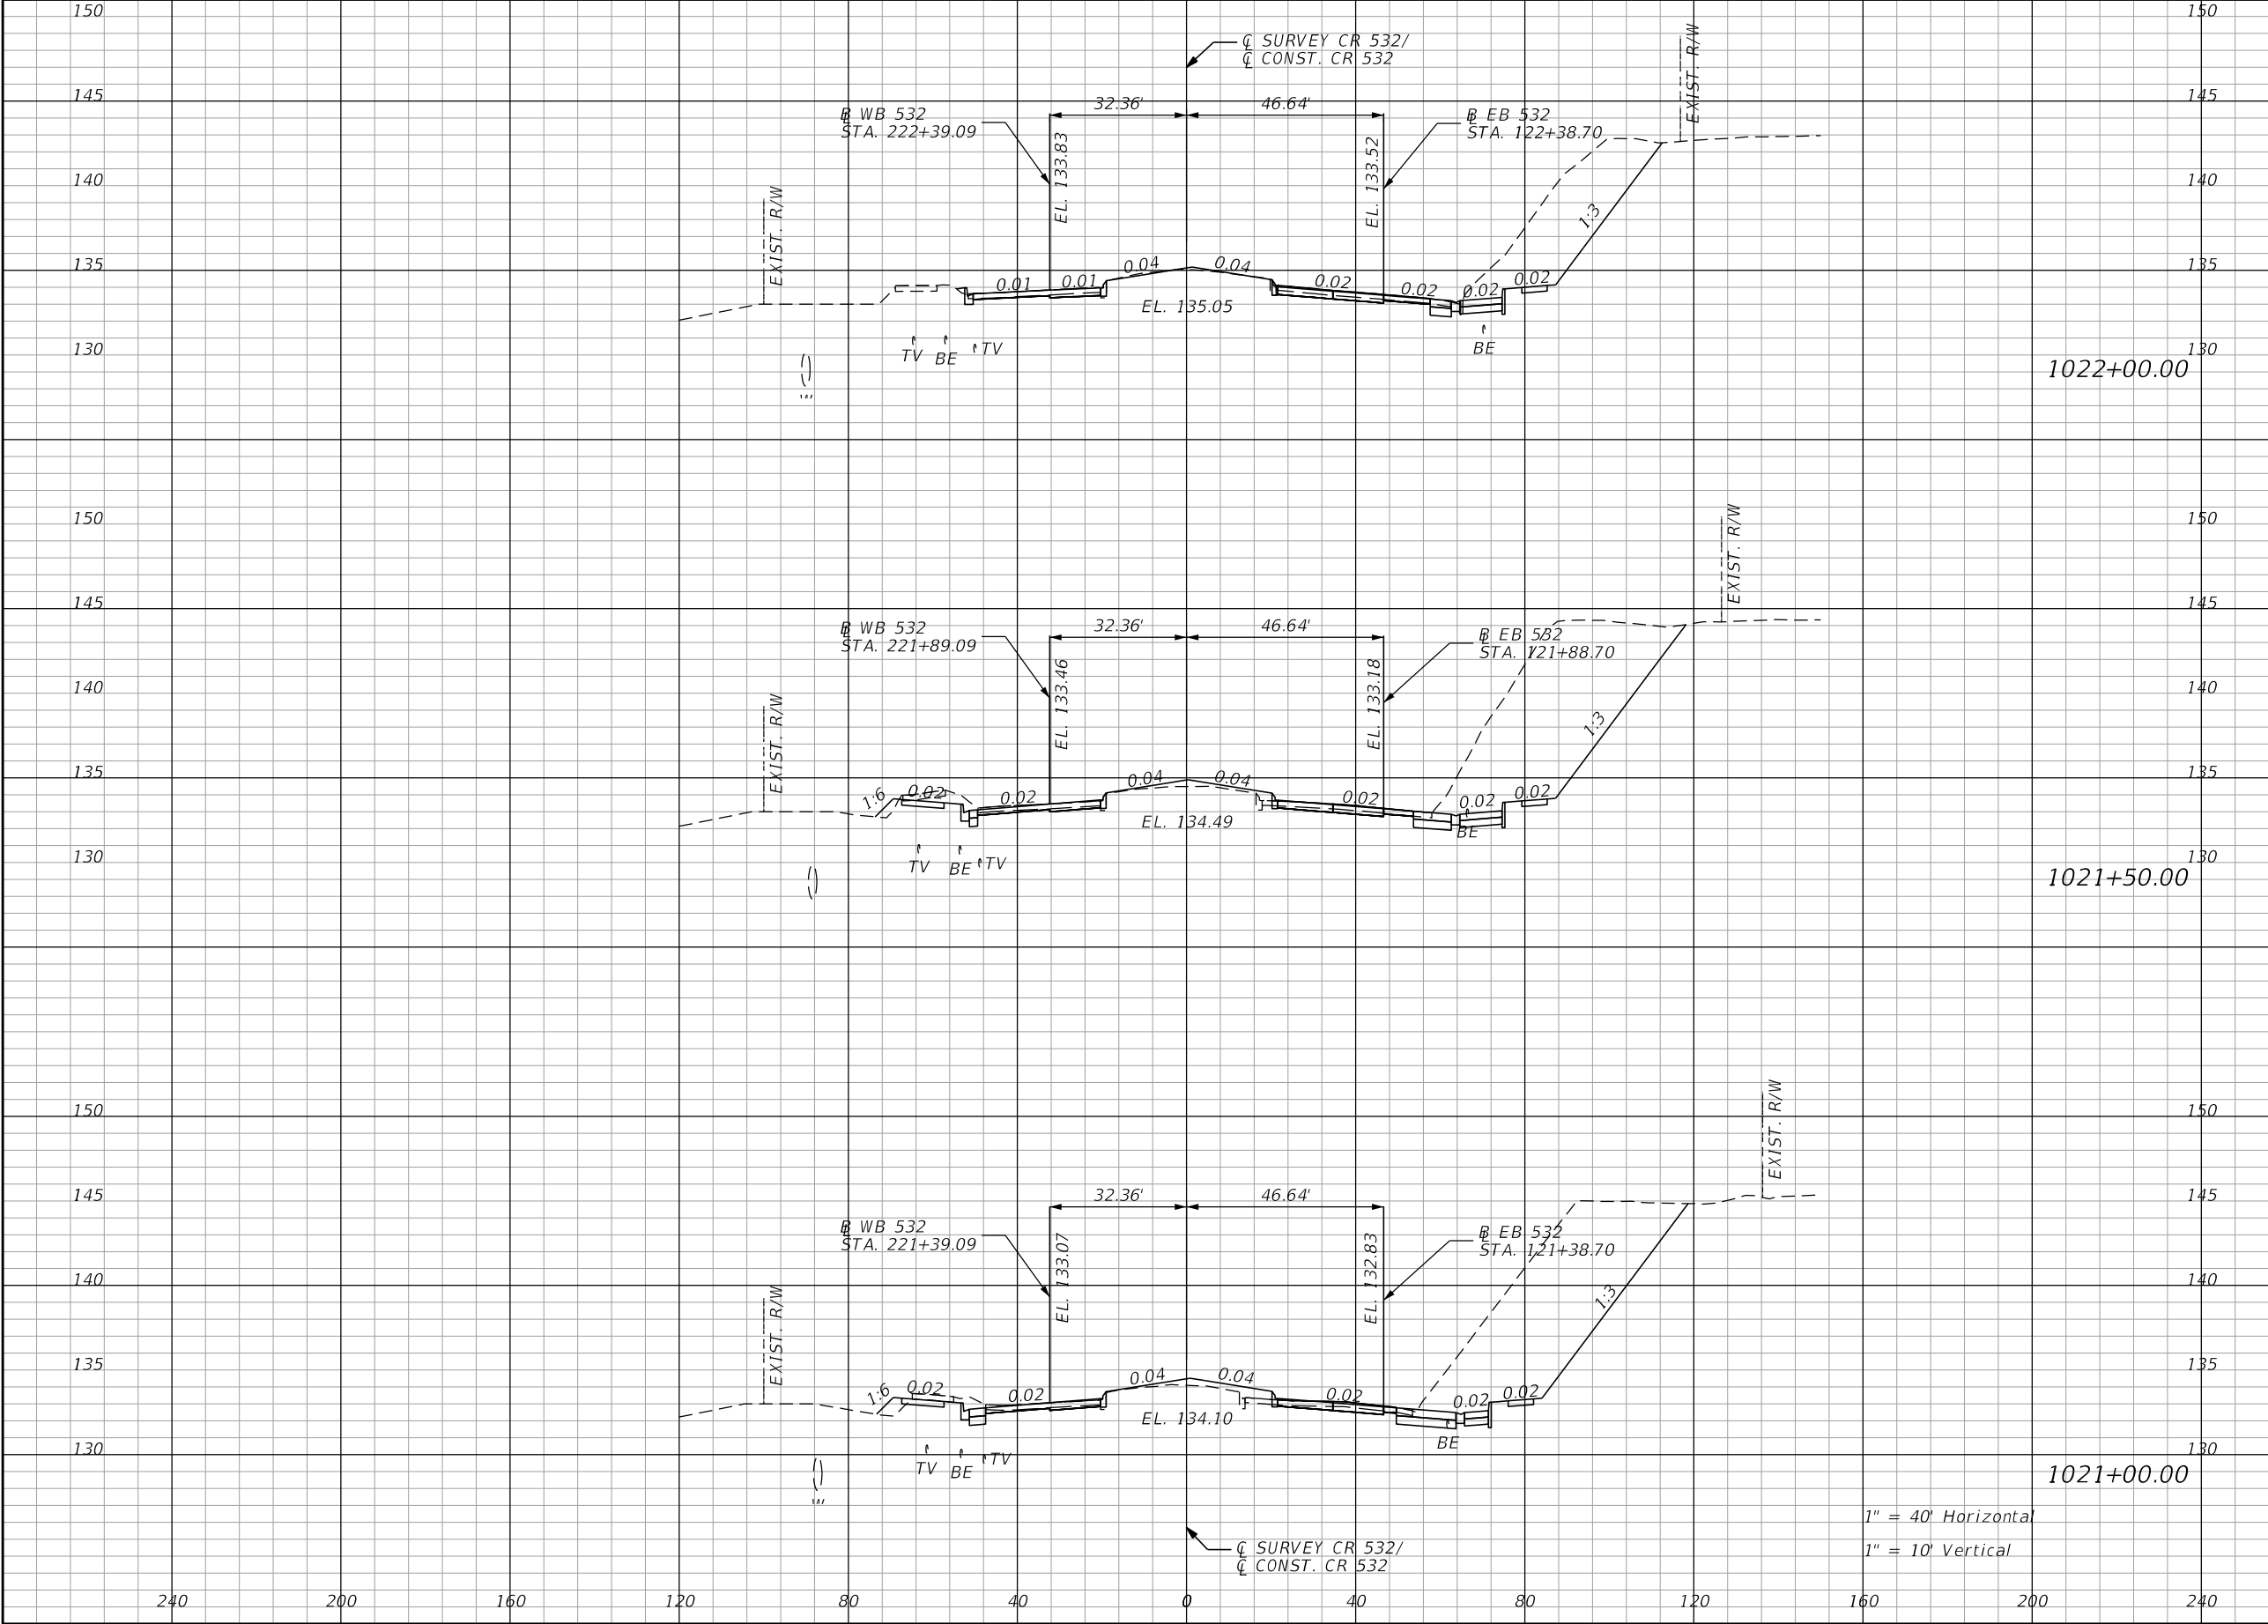 150
150
℄ SURVEY CR 532/
℄ CONST. CR 532
EXIST. R/W
145
145
32.36'
46.64'
BL WB 532
STA. 222+39.09
BL EB 532
STA. 122+38.70
EL. 133.83
EL. 133.52
140
140
EXIST. R/W
1:3
135
135
0.01
0.01
0.04
0.04
0.02
0.02
0.02
0.02
EL. 135.05
130
130
TV
BE
TV
BE
"W"
1022+00.00
150
150
EXIST. R/W
145
145
32.36'
46.64'
BL WB 532
STA. 221+89.09
BL EB 532
STA. 121+88.70
EL. 133.46
EL. 133.18
140
140
EXIST. R/W
1:3
135
135
1:6
0.02
0.02
0.04
0.04
0.02
0.02
0.02
EL. 134.49
BE
130
130
TV
BE
TV
1021+50.00
150
150
EXIST. R/W
145
145
32.36'
46.64'
BL WB 532
STA. 221+39.09
BL EB 532
STA. 121+38.70
EL. 133.07
EL. 132.83
140
140
EXIST. R/W
1:3
135
135
1:6
0.02
0.02
0.04
0.04
0.02
0.02
0.02
EL. 134.10
BE
130
130
TV
BE
TV
1021+00.00
1" = 40' Horizontal
1" = 10' Vertical
℄ SURVEY CR 532/
℄ CONST. CR 532
240
200
160
120
80
40
0
40
80
120
160
200
240